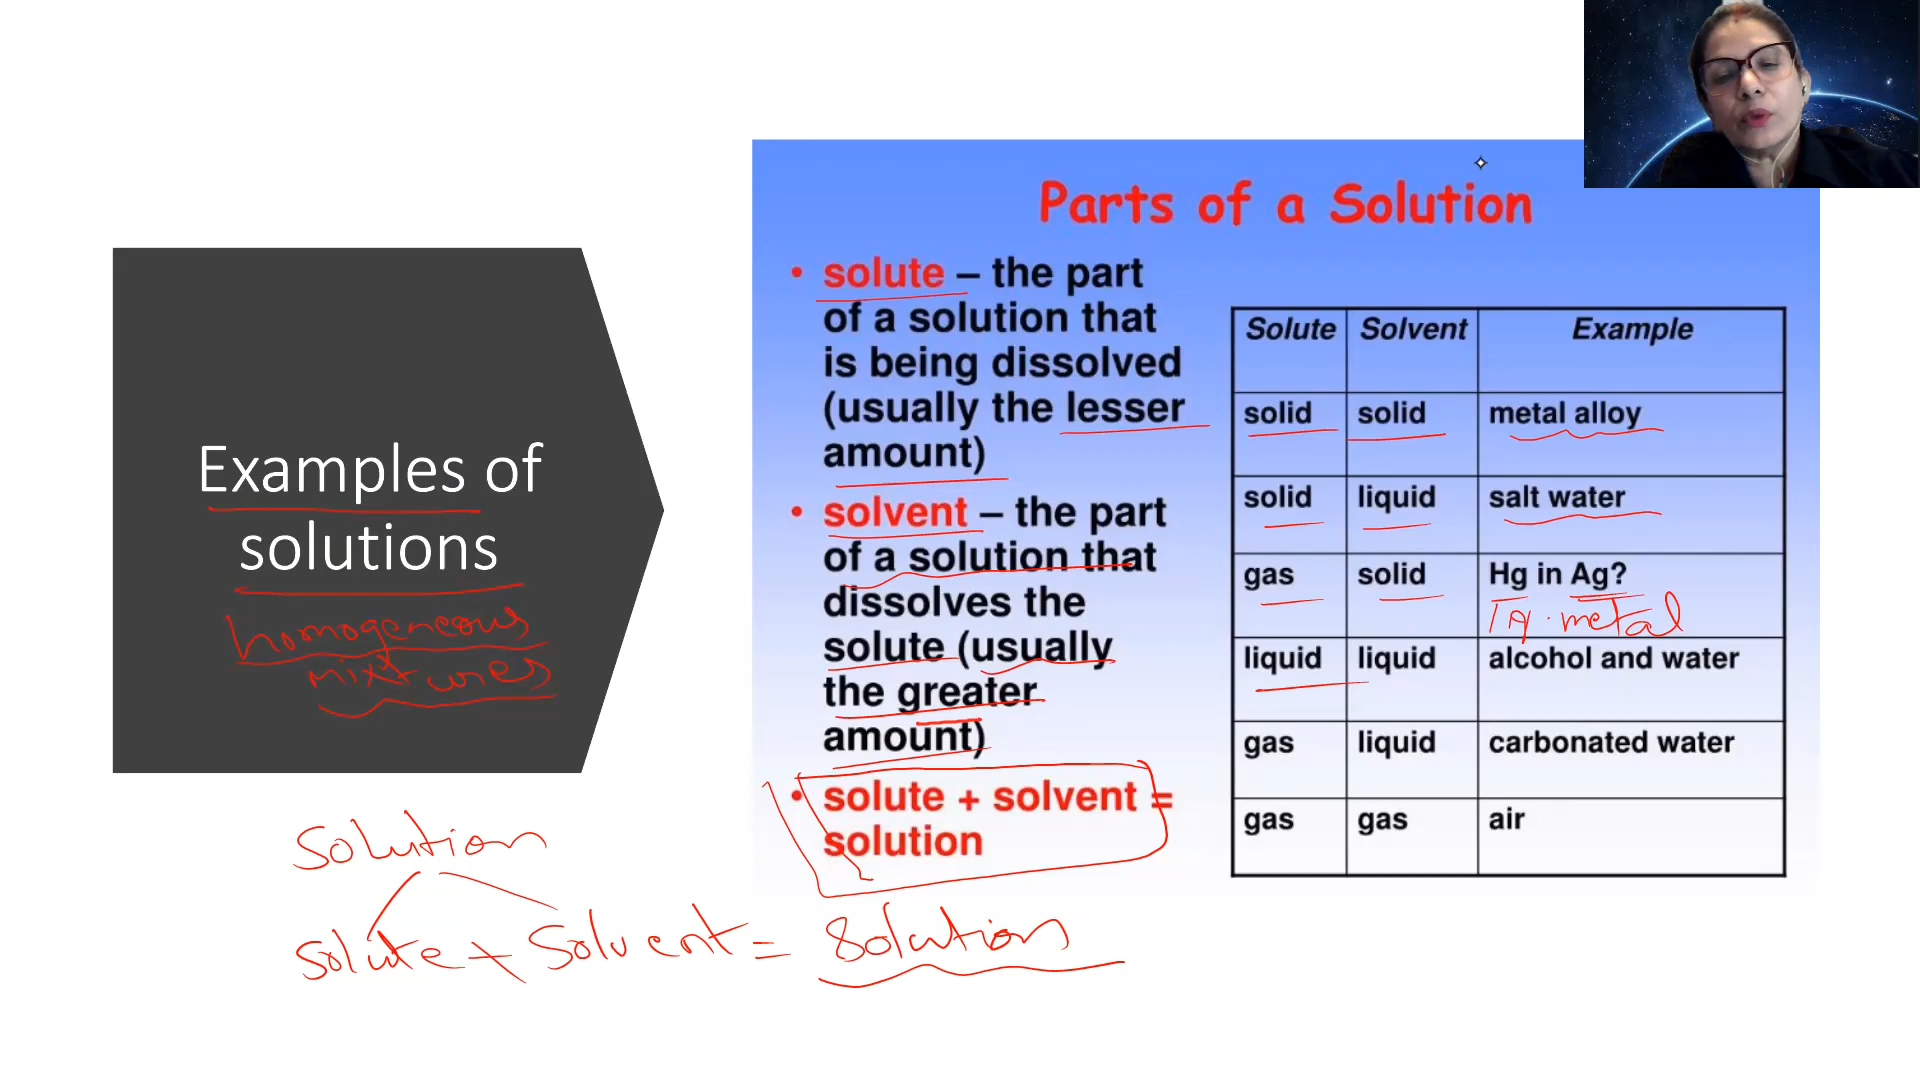 Examples of
solutions
homogeneous
mixtures
Parts of a Solution
• solute – the part
of a solution that
is being dissolved
(usually the lesser
amount)
• solvent – the part
of a solution that
dissolves the
solute (usually
the greater
amount)
• solute + solvent =
solution
Solute Solvent Example
solid solid metal alloy
solid liquid salt water
gas solid Hg in Ag?
metal
liquid liquid alcohol and water
gas liquid carbonated water
gas gas air
Solution
Solute + Solvent = Solution